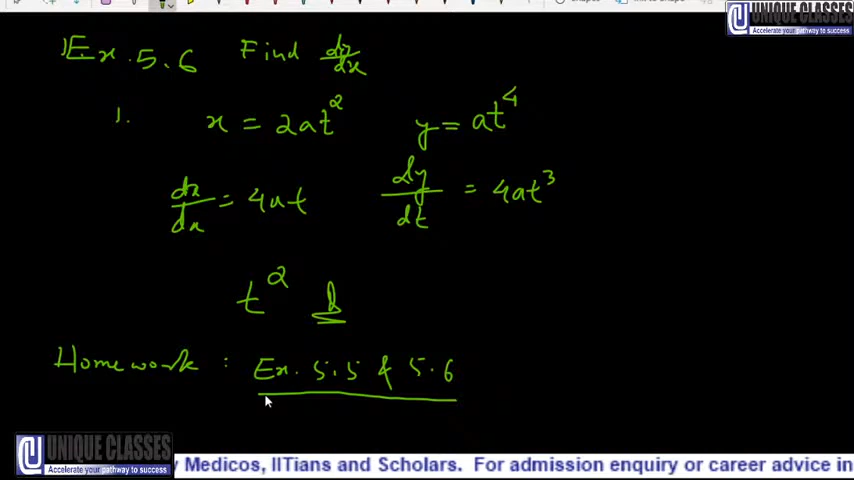 UNIQUE CLASSES
Accelerate your pathway to success
Ex. 5.6 Find dy/dx
1. x = 2at² y = at⁴
dx/dx = 4at dy/dt = 4at³
t²
Homework : Ex. 5.5 & 5.6
UNIQUE CLASSES
Accelerate your pathway to success
Medicos, IITians and Scholars. For admission enquiry or career advice in